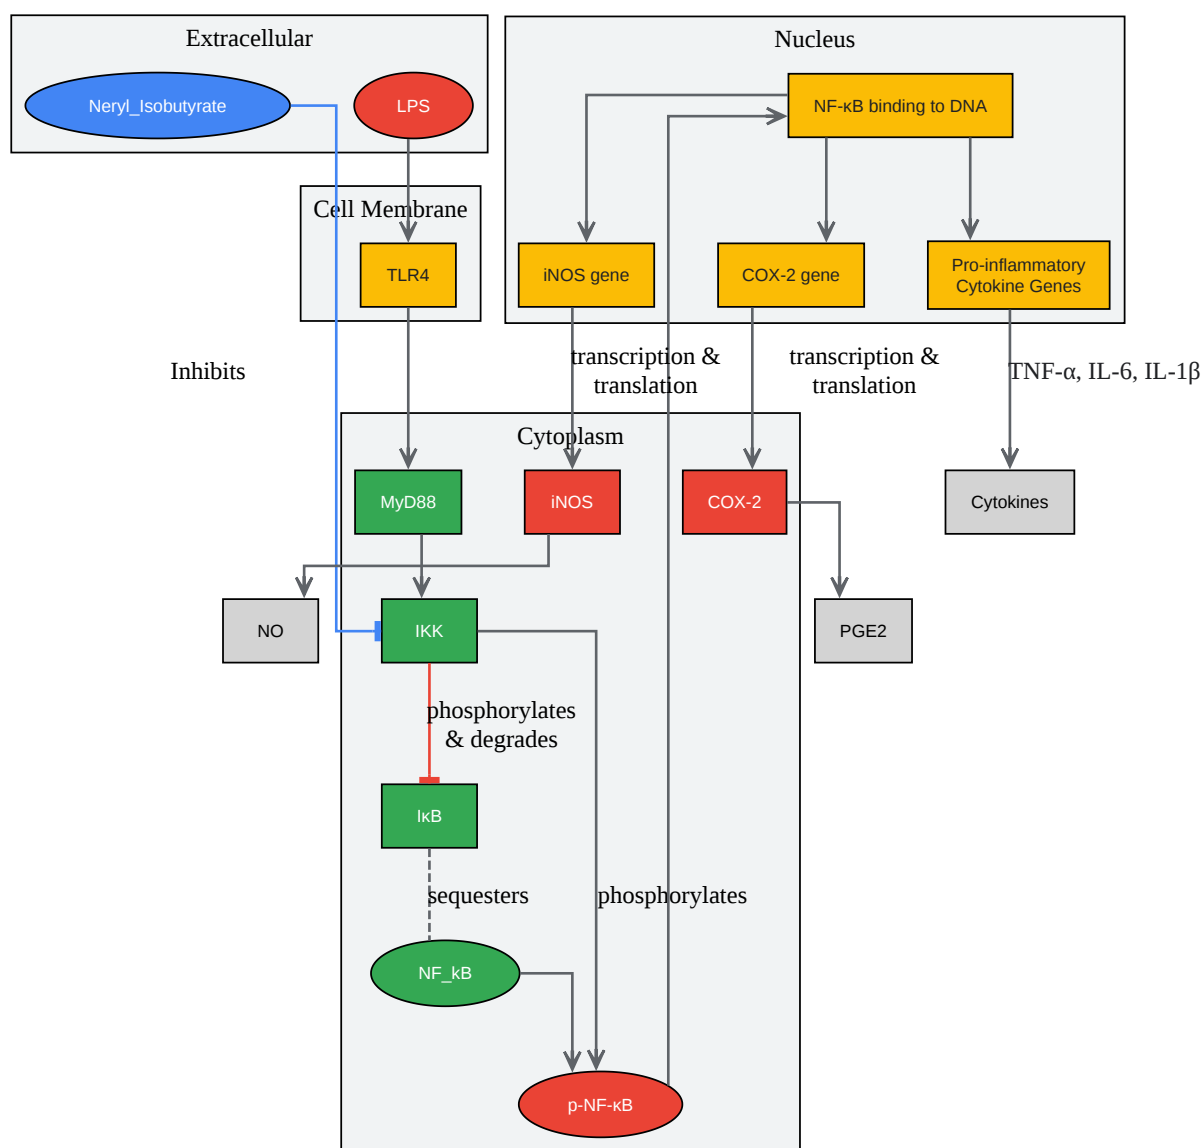 Extracellular
Nucleus
Neryl_Isobutyrate
LPS
NF-κB binding to DNA
Cell Membrane
TLR4
iNOS gene
COX-2 gene
Pro-inflammatory
Cytokine Genes
Inhibits
transcription &
translation
transcription &
translation
TNF-α, IL-6, IL-1β
Cytoplasm
MyD88
iNOS
COX-2
Cytokines
NO
IKK
PGE2
phosphorylates
& degrades
IκB
sequesters
phosphorylates
NF_kB
p-NF-κB